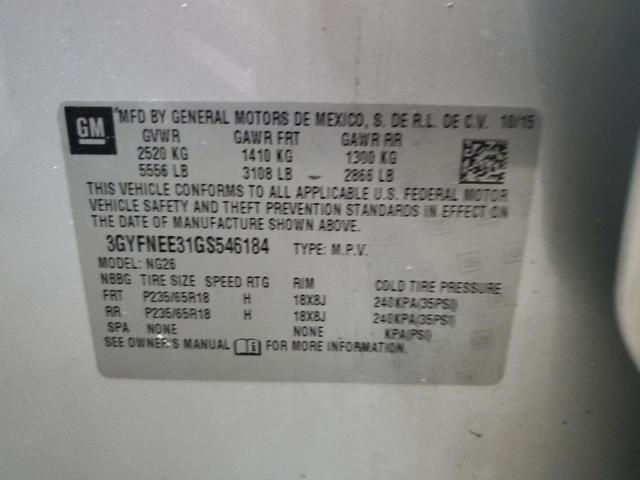 GM
*MFD BY GENERAL MOTORS DE MEXICO, S. DE R.L. DE C.V. 10/15
GVWR GAWR FRT GAWR RR
2520 KG 1410 KG 1300 KG
5556 LB 3108 LB 2866 LB
THIS VEHICLE CONFORMS TO ALL APPLICABLE U.S. FEDERAL MOTOR
VEHICLE SAFETY AND THEFT PREVENTION STANDARDS IN EFFECT ON
THE DATE OF MANUFACTURE SHOWN ABOVE.
3GYFNEE31GS546184 TYPE: M.P.V.
MODEL: NG26
NBBG TIRE SIZE SPEED RTG RIM COLD TIRE PRESSURE
FRT P235/65R18 H 18X8J 240KPA(35PSI)
RR P235/65R18 H 18X8J 240KPA(35PSI)
SPA NONE NONE KPA(PSI)
SEE OWNER'S MANUAL FOR MORE INFORMATION.